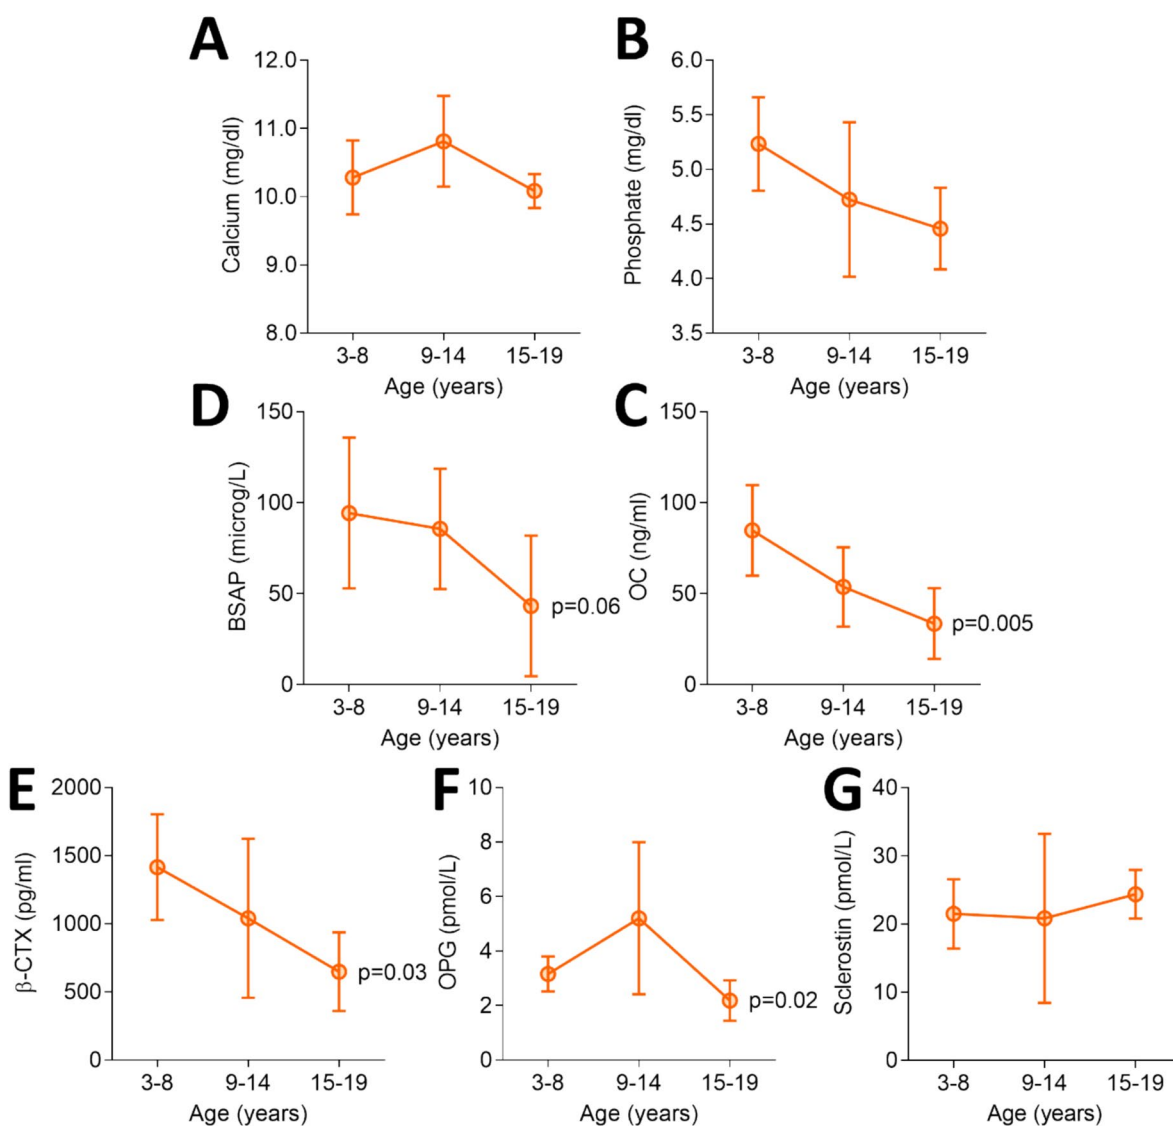 A
Calcium (mg/dl)
12.0
11.0
10.0
9.0
8.0
3-8 9-14 15-19
Age (years)
B
Phosphate (mg/dl)
6.0
5.5
5.0
4.5
4.0
3.5
3-8 9-14 15-19
Age (years)
D
BSAP (microg/L)
150
100
50
0
p=0.06
3-8 9-14 15-19
Age (years)
C
OC (ng/ml)
150
100
50
0
p=0.005
3-8 9-14 15-19
Age (years)
E
β-CTX (pg/ml)
2000
1500
1000
500
0
p=0.03
3-8 9-14 15-19
Age (years)
F
OPG (pmol/L)
10
8
6
4
2
0
p=0.02
3-8 9-14 15-19
Age (years)
G
Sclerostin (pmol/L)
40
30
20
10
0
3-8 9-14 15-19
Age (years)